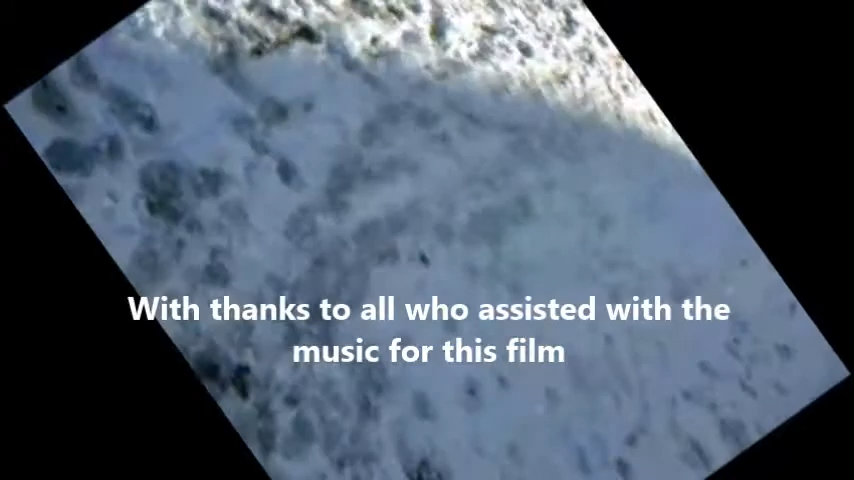 With thanks to all who assisted with the
music for this film